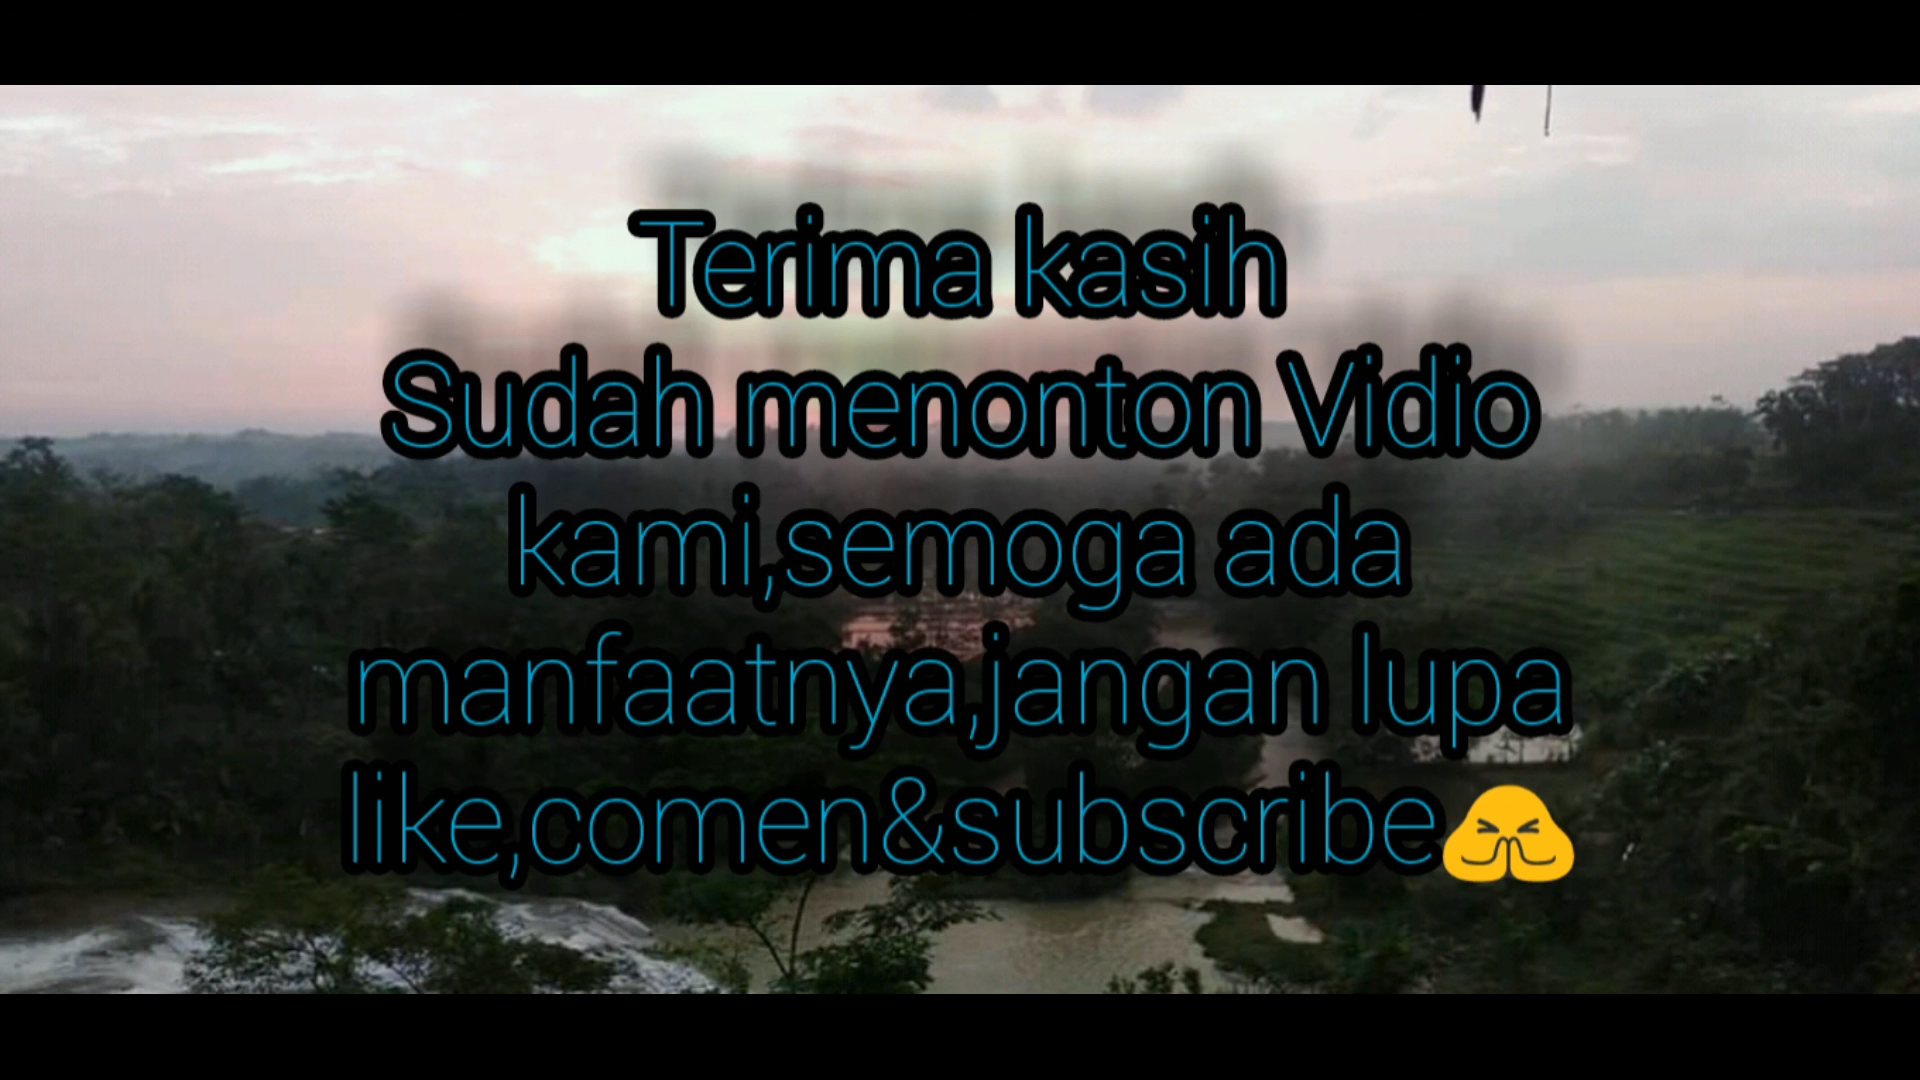 Terima kasih
Sudah menonton Vidio
kami,semoga ada
manfaatnya,jangan lupa
like,comen&subscribe🙏